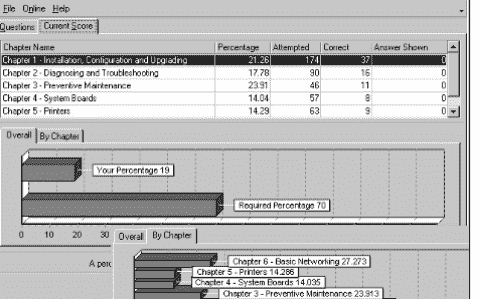 File Online Help
Questions Current Score
Chapter Name Percentage Attempted Correct Answer Shown
Chapter 1 - Installation, Configuration and Upgrading 21.26 174 37 0
Chapter 2 - Diagnosing and Troubleshooting 17.78 90 16 0
Chapter 3 - Preventive Maintenance 23.91 46 11 0
Chapter 4 - System Boards 14.04 57 8 0
Chapter 5 - Printers 14.29 63 9 0
Overall By Chapter
Your Percentage 19
Required Percentage 70
0 10 20 30
Overall By Chapter
A perc
Chapter 6 - Basic Networking 27.273
Chapter 5 - Printers 14.286
Chapter 4 - System Boards 14.035
Chapter 3 - Preventive Maintenance 23.913